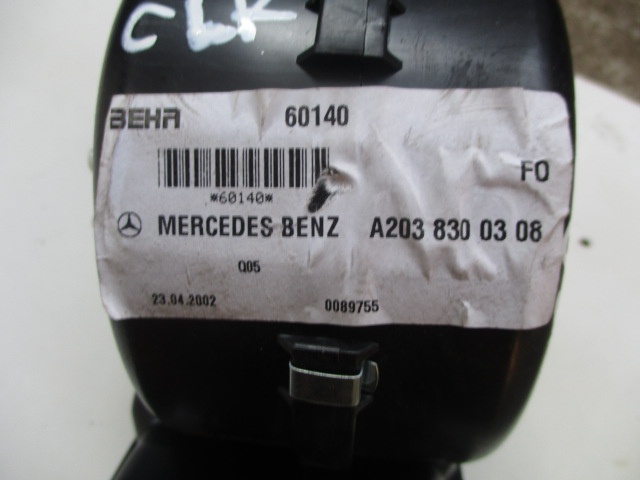 CLK
BEHR 60140
*60140* FO
MERCEDES BENZ A203 830 03 08
Q05
23.04.2002 0089755